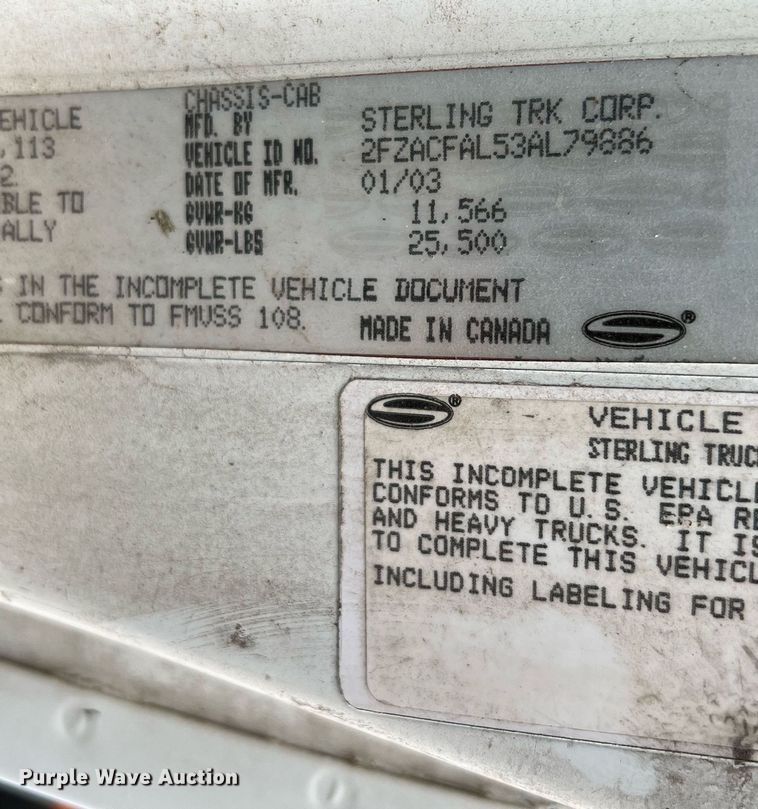 CHASSIS-CAB
EHICLE MFD. BY STERLING TRK CORP.
,113 VEHICLE ID NO. 2FZACFAL53AL79886
2. DATE OF MFR. 01/03
BLE TO GVWR-KG 11,566
ALLY GVWR-LBS 25,500
IN THE INCOMPLETE VEHICLE DOCUMENT
CONFORM TO FMVSS 108. MADE IN CANADA ®
® VEHICLE
STERLING TRUC
THIS INCOMPLETE VEHICLE
CONFORMS TO U.S. EPA RE
AND HEAVY TRUCKS. IT IS
TO COMPLETE THIS VEHICL
INCLUDING LABELING FOR
Purple Wave Auction